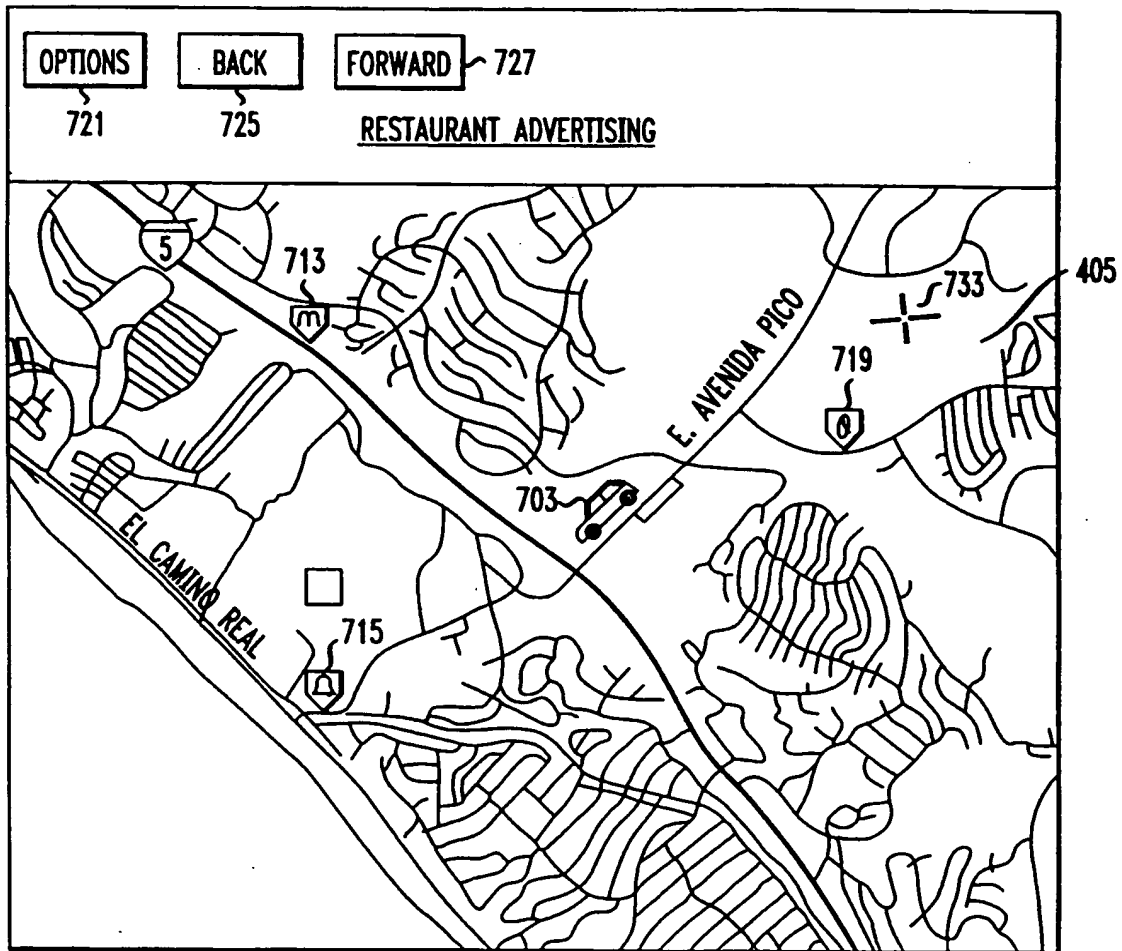 OPTIONS BACK FORWARD 727
721 725 RESTAURANT ADVERTISING
5
713
m
733
405
E. AVENIDA PICO
719
703
EL CAMINO REAL
715